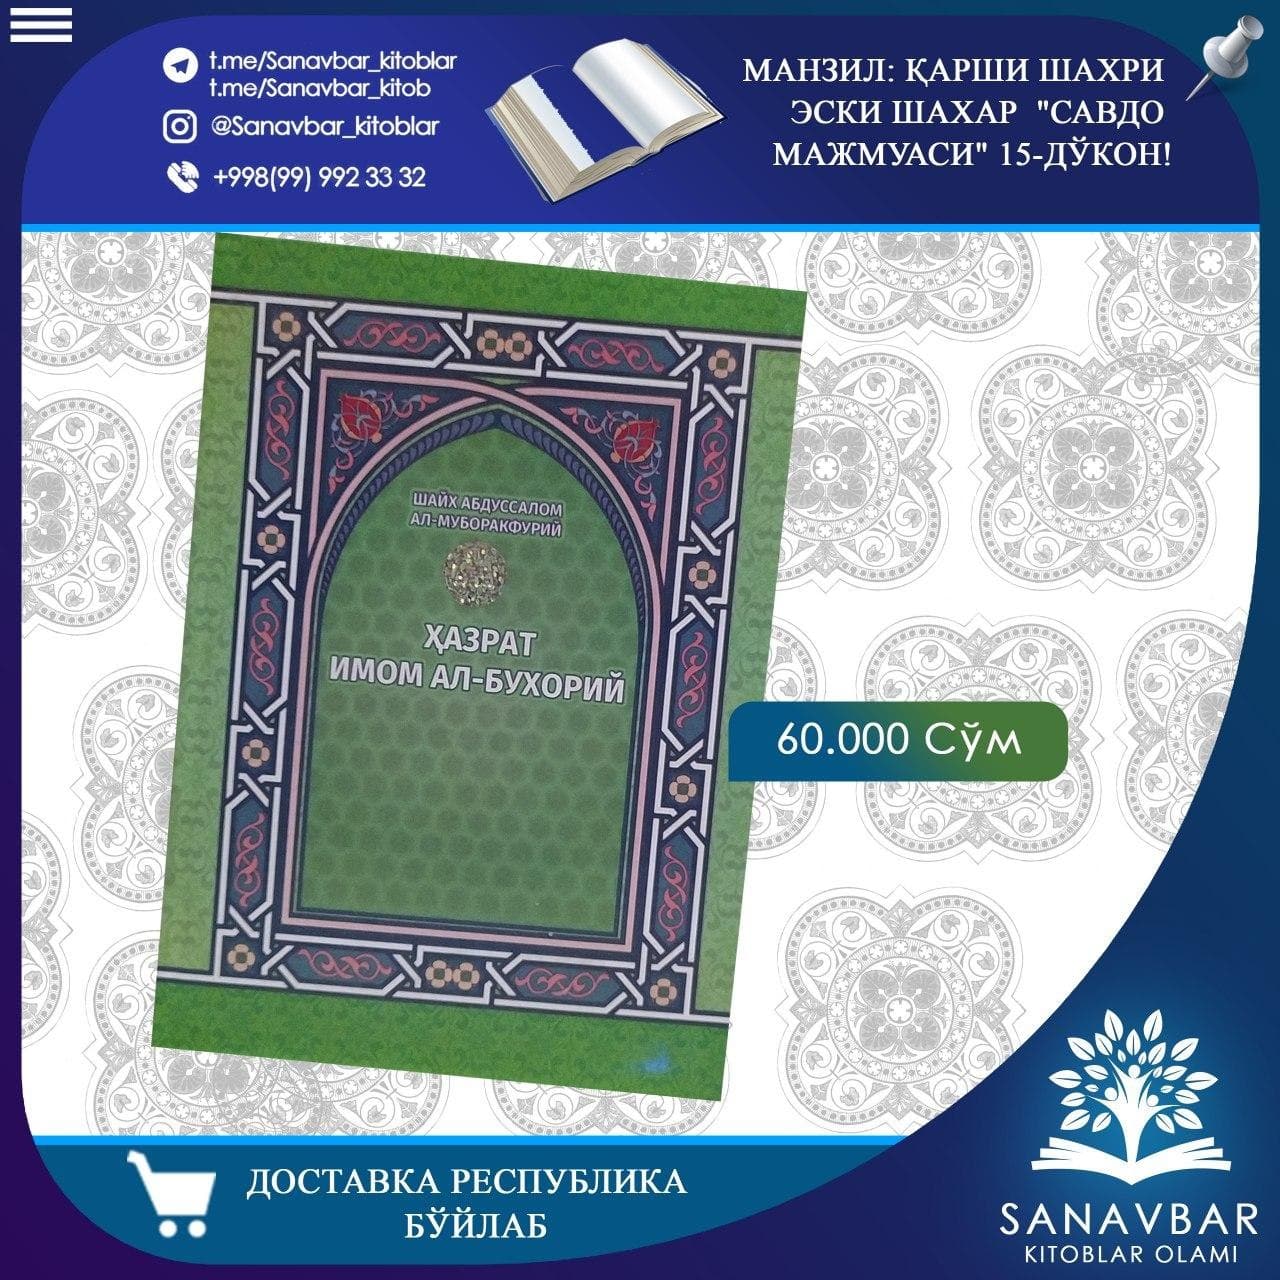 t.me/Sanavbar_kitoblar
t.me/Sanavbar_kitob
@Sanavbar_kitoblar
+998(99) 992 33 32
МАНЗИЛ: ҚАРШИ ШАХРИ
ЭСКИ ШАХАР "САВДО
МАЖМУАСИ" 15-ДЎКОН!
ШАЙХ АБДУССАЛОМ
АЛ-МУБОРАКФУРИЙ
ҲАЗРАТ
ИМОМ АЛ-БУХОРИЙ
60.000 Сўм
ДОСТАВКА РЕСПУБЛИКА
БЎЙЛАБ
SANAVBAR
KITOBLAR OLAMI